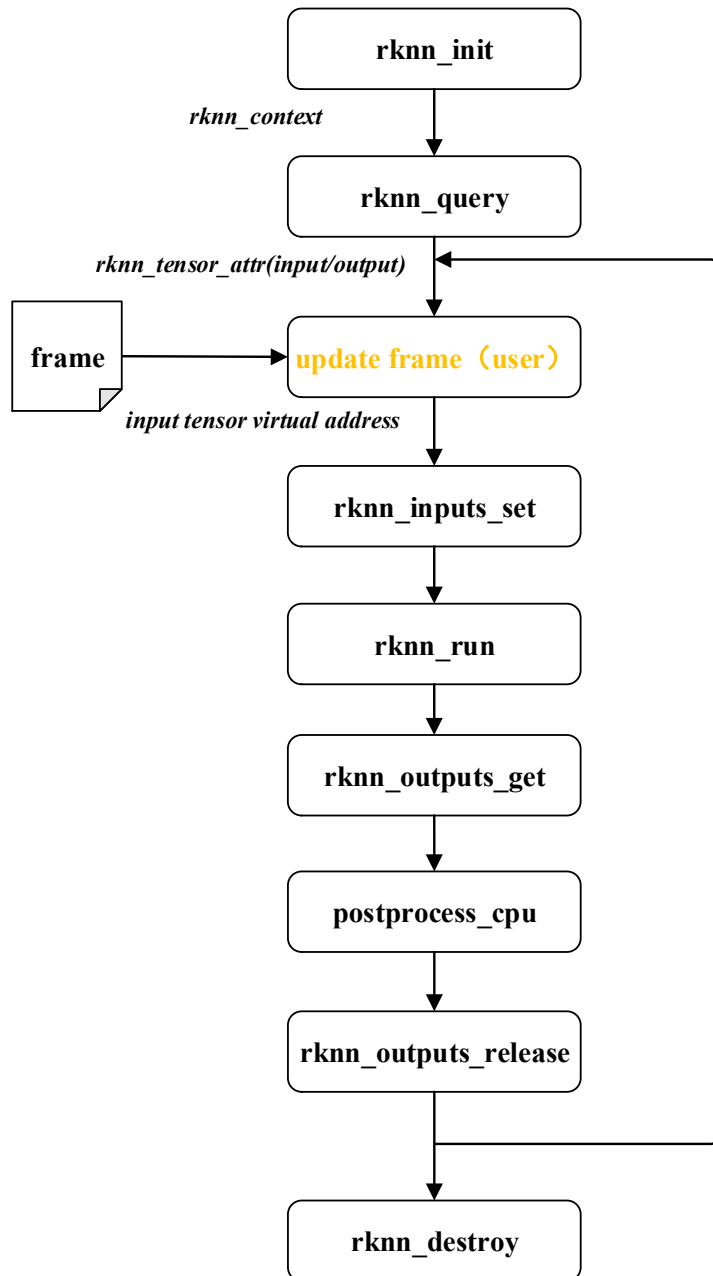 rknn_init
rknn_context
rknn_query
rknn_tensor_attr(input/output)
frame
update frame（user）
input tensor virtual address
rknn_inputs_set
rknn_run
rknn_outputs_get
postprocess_cpu
rknn_outputs_release
rknn_destroy